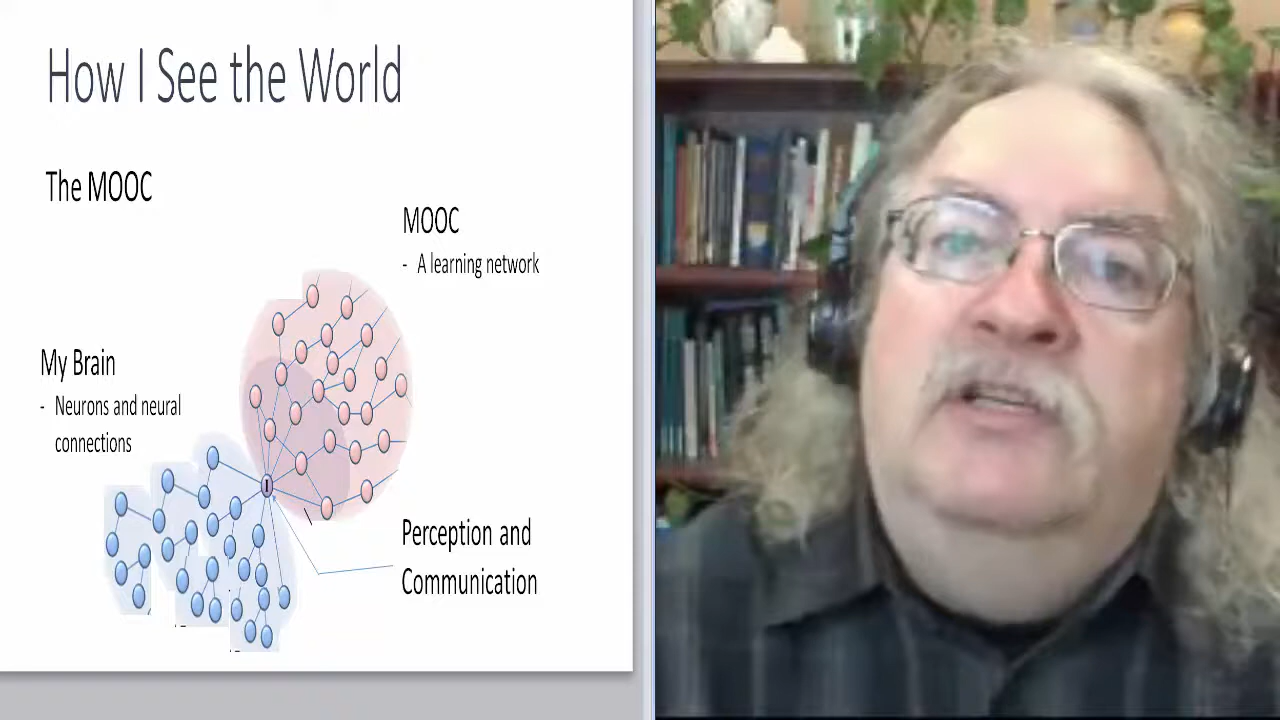 How I See the World
The MOOC
MOOC
- A learning network
My Brain
- Neurons and neural
connections
I
Perception and
Communication